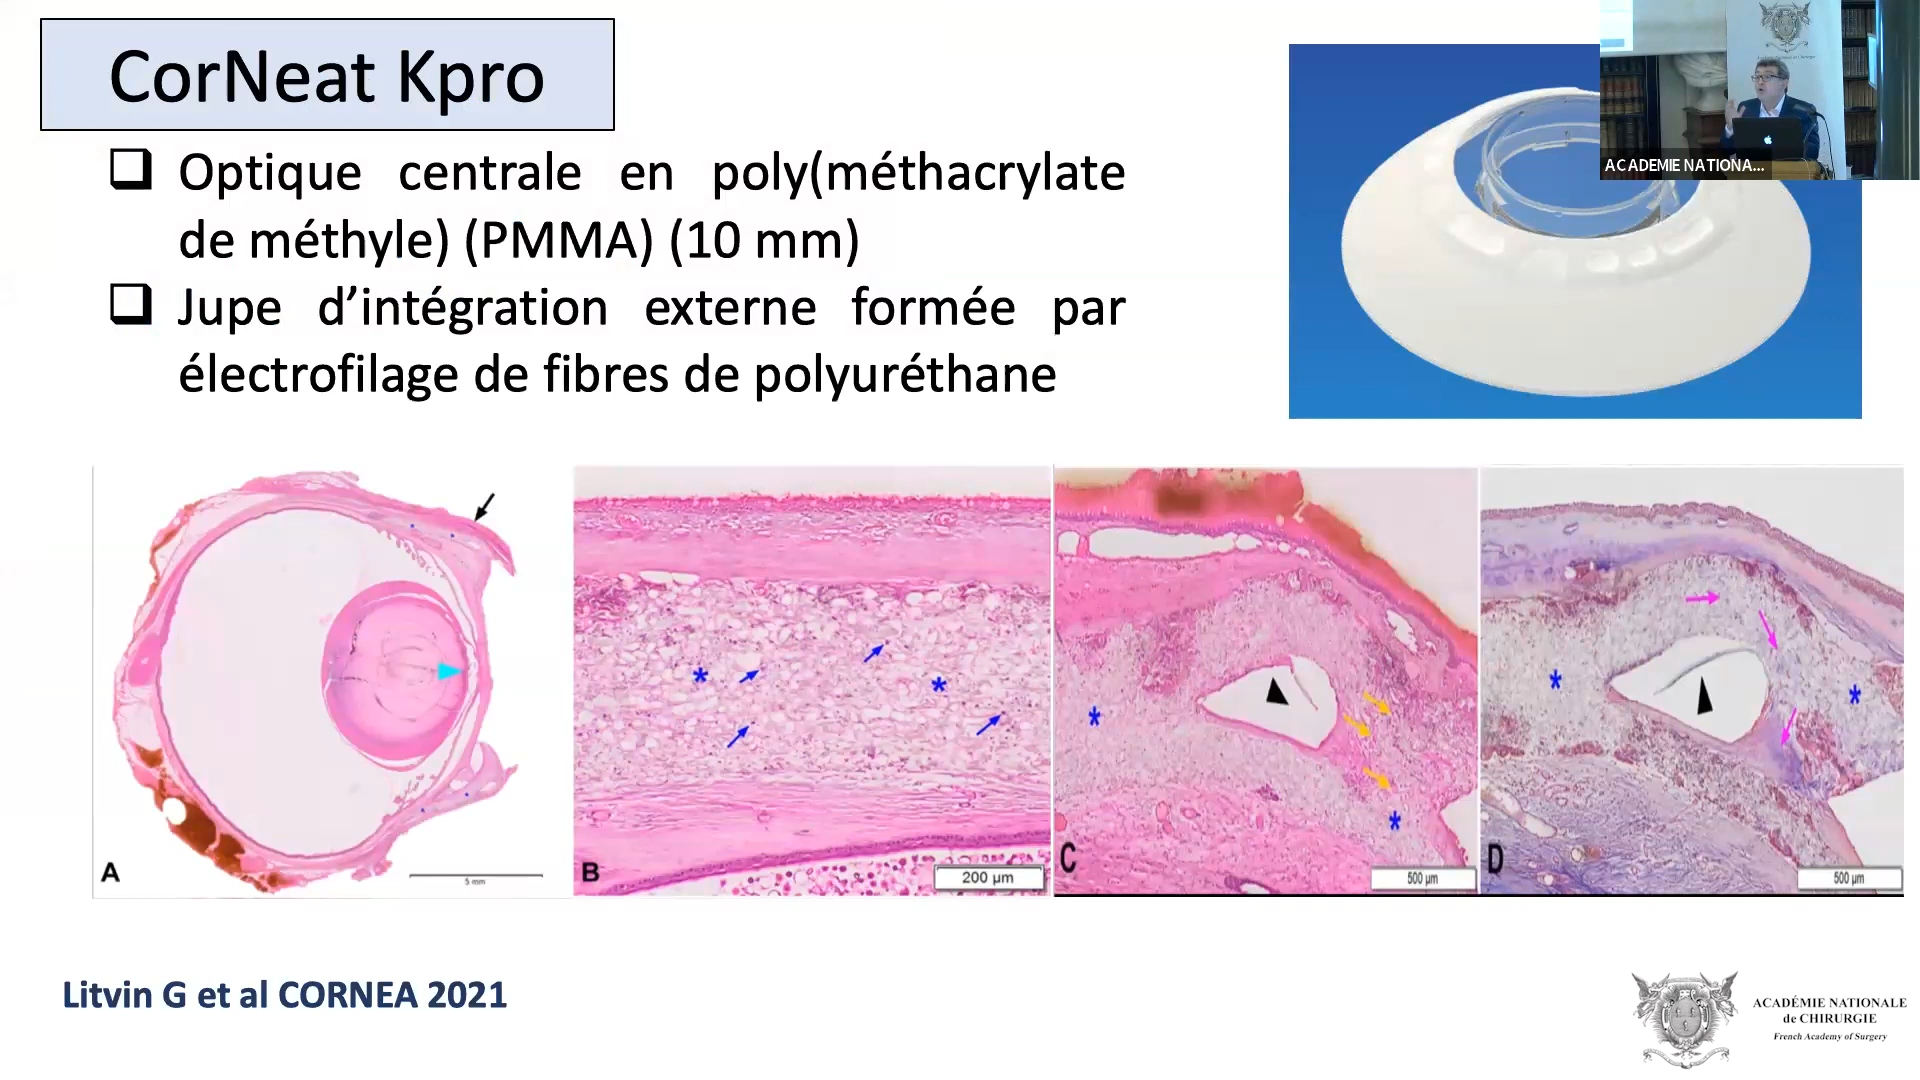 CorNeat Kpro
Optique centrale en poly(méthacrylate
de méthyle) (PMMA) (10 mm)
Jupe d’intégration externe formée par
électrofilage de fibres de polyuréthane
ACADEMIE NATIONA...
A
5 mm
B
200 µm
C
500 µm
D
500 µm
Litvin G et al CORNEA 2021
ACADÉMIE NATIONALE
de CHIRURGIE
French Academy of Surgery